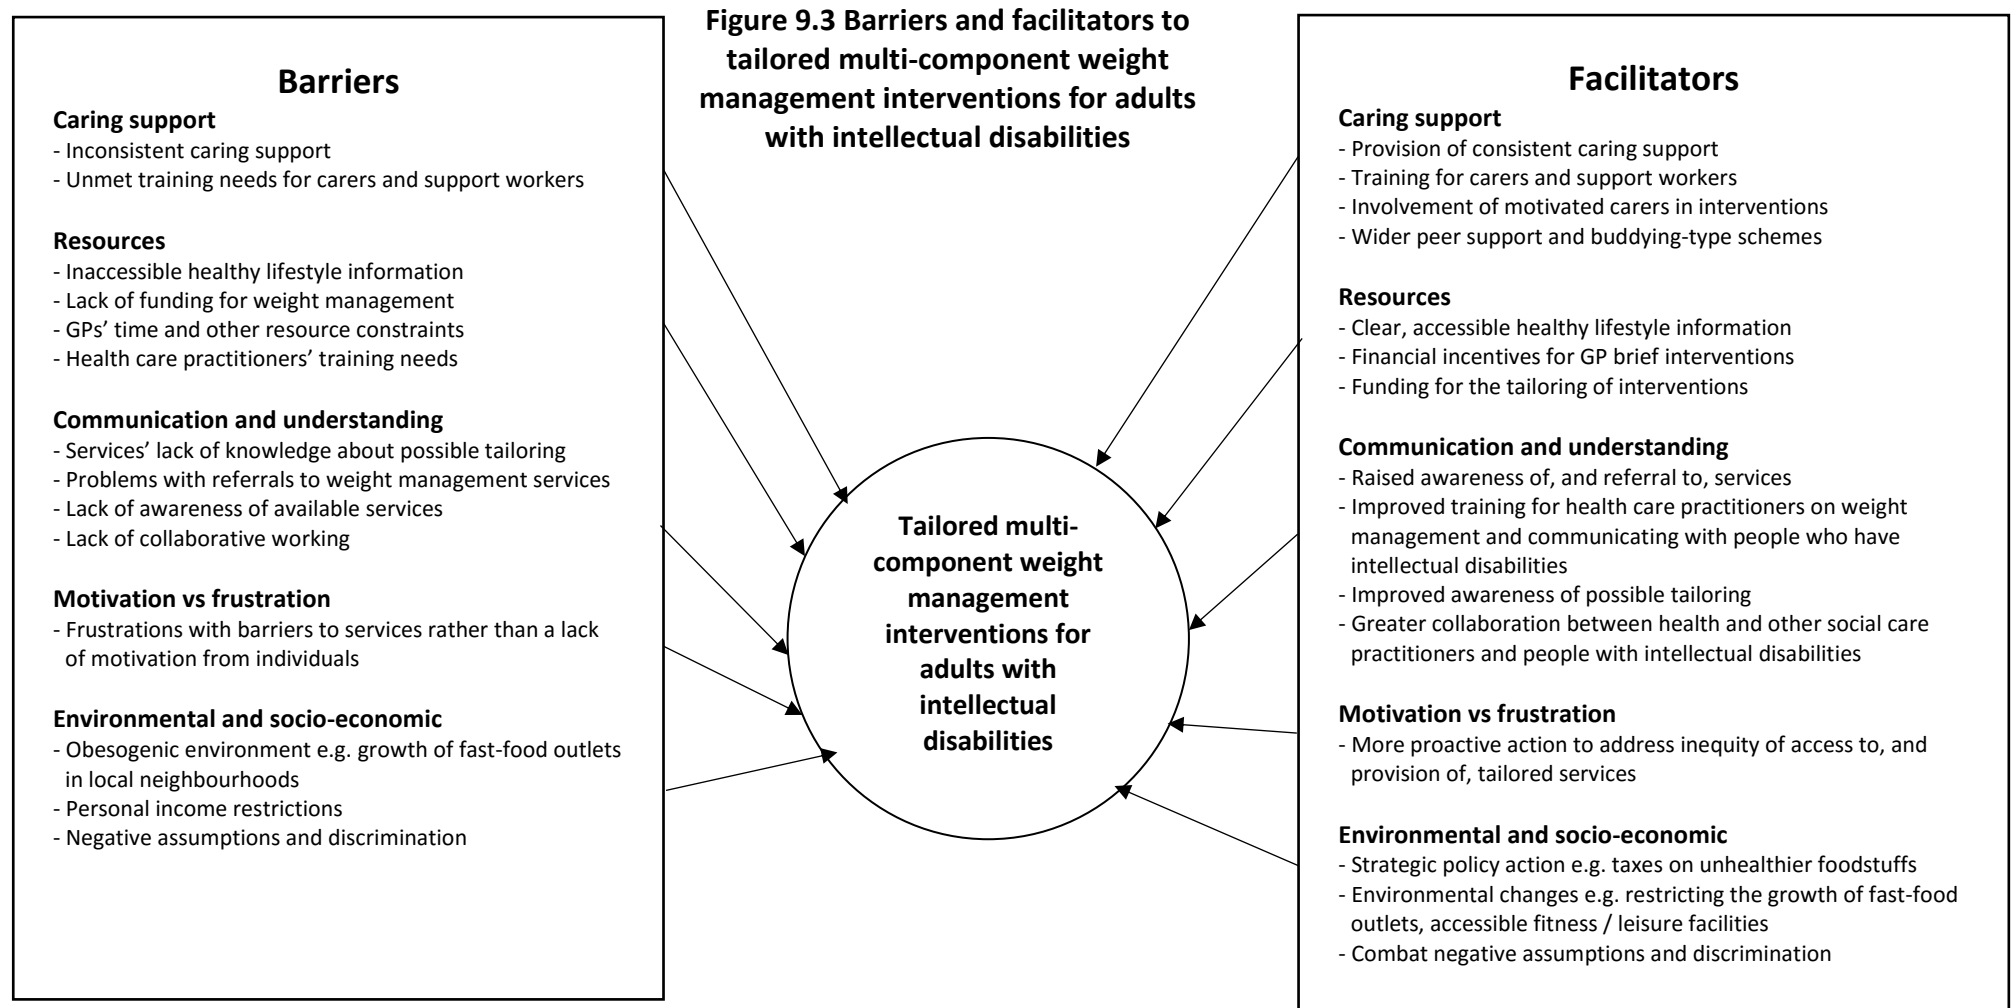 Figure 9.3 Barriers and facilitators to
tailored multi-component weight
management interventions for adults
with intellectual disabilities
Barriers
Caring support
- Inconsistent caring support
- Unmet training needs for carers and support workers
Resources
- Inaccessible healthy lifestyle information
- Lack of funding for weight management
- GPs’ time and other resource constraints
- Health care practitioners’ training needs
Communication and understanding
- Services’ lack of knowledge about possible tailoring
- Problems with referrals to weight management services
- Lack of awareness of available services
- Lack of collaborative working
Motivation vs frustration
- Frustrations with barriers to services rather than a lack
of motivation from individuals
Environmental and socio-economic
- Obesogenic environment e.g. growth of fast-food outlets
in local neighbourhoods
- Personal income restrictions
- Negative assumptions and discrimination
Tailored multi-
component weight
management
interventions for
adults with
intellectual
disabilities
Facilitators
Caring support
- Provision of consistent caring support
- Training for carers and support workers
- Involvement of motivated carers in interventions
- Wider peer support and buddying-type schemes
Resources
- Clear, accessible healthy lifestyle information
- Financial incentives for GP brief interventions
- Funding for the tailoring of interventions
Communication and understanding
- Raised awareness of, and referral to, services
- Improved training for health care practitioners on weight
management and communicating with people who have
intellectual disabilities
- Improved awareness of possible tailoring
- Greater collaboration between health and other social care
practitioners and people with intellectual disabilities
Motivation vs frustration
- More proactive action to address inequity of access to, and
provision of, tailored services
Environmental and socio-economic
- Strategic policy action e.g. taxes on unhealthier foodstuffs
- Environmental changes e.g. restricting the growth of fast-food
outlets, accessible fitness / leisure facilities
- Combat negative assumptions and discrimination